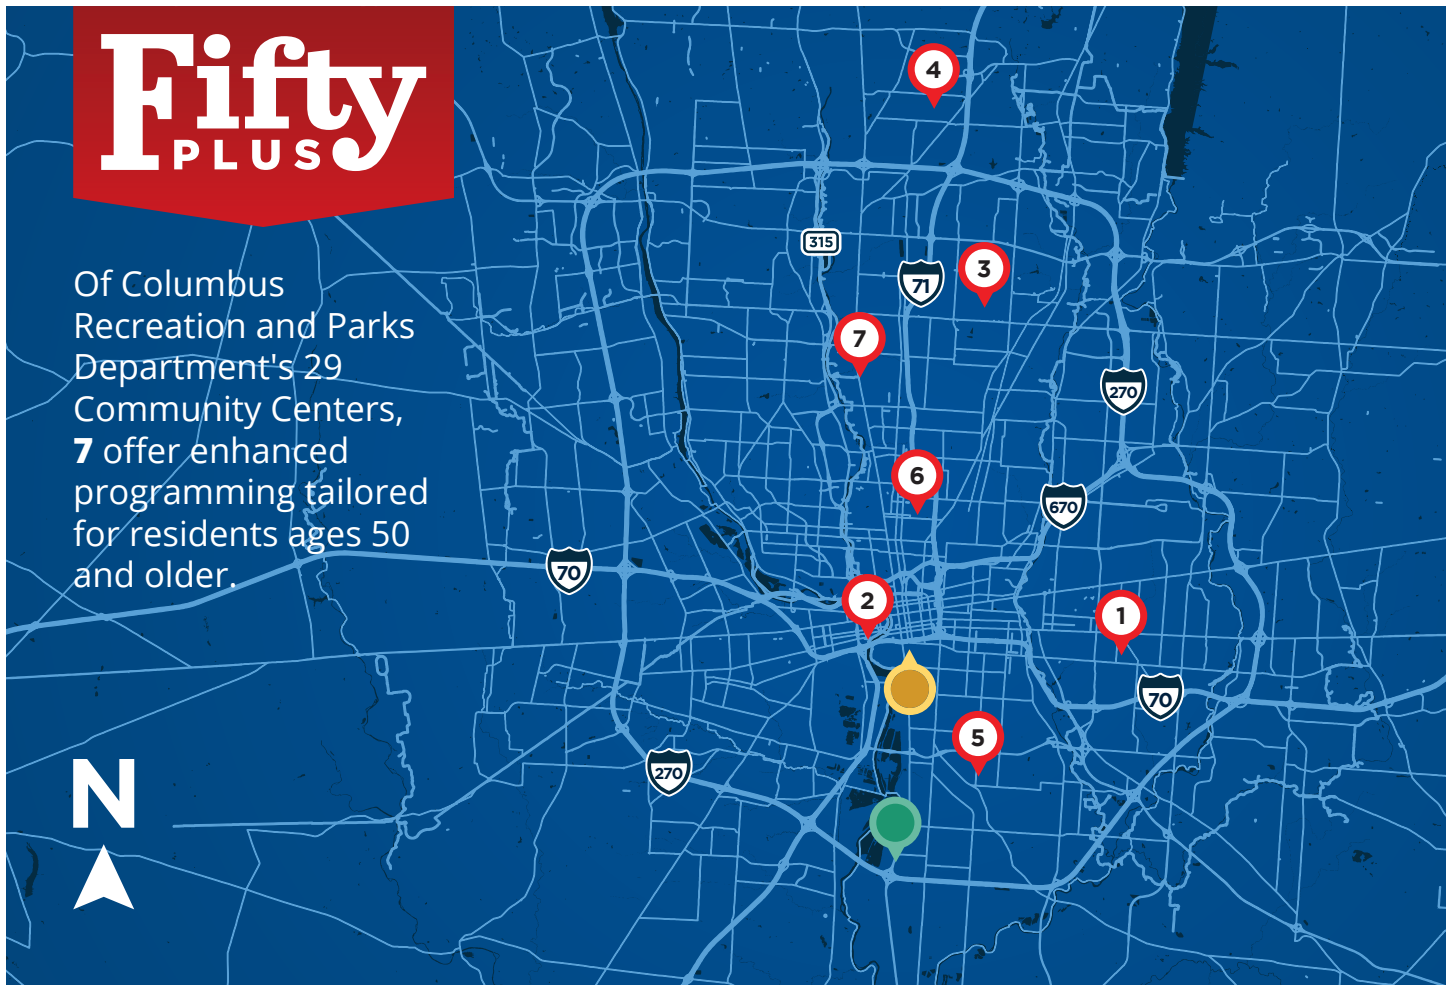 Fifty
PLUS
Of Columbus
Recreation and Parks
Department's 29
Community Centers,
7 offer enhanced
programming tailored
for residents ages 50
and older.
4
315
71
3
7
270
6
670
70
2
1
70
5
270
N